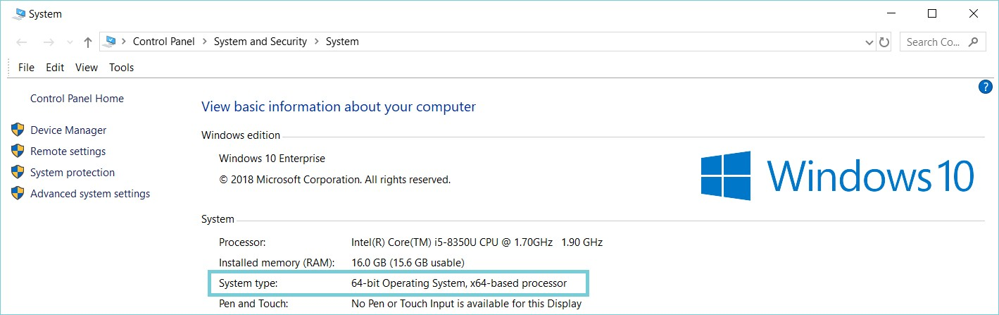 System
Control Panel > System and Security > System
Search Co...
File Edit View Tools
?
Control Panel Home
Device Manager
Remote settings
System protection
Advanced system settings
View basic information about your computer
Windows edition
Windows 10 Enterprise
© 2018 Microsoft Corporation. All rights reserved.
Windows 10
System
Processor: Intel(R) Core(TM) i5-8350U CPU @ 1.70GHz 1.90 GHz
Installed memory (RAM): 16.0 GB (15.6 GB usable)
System type: 64-bit Operating System, x64-based processor
Pen and Touch: No Pen or Touch Input is available for this Display